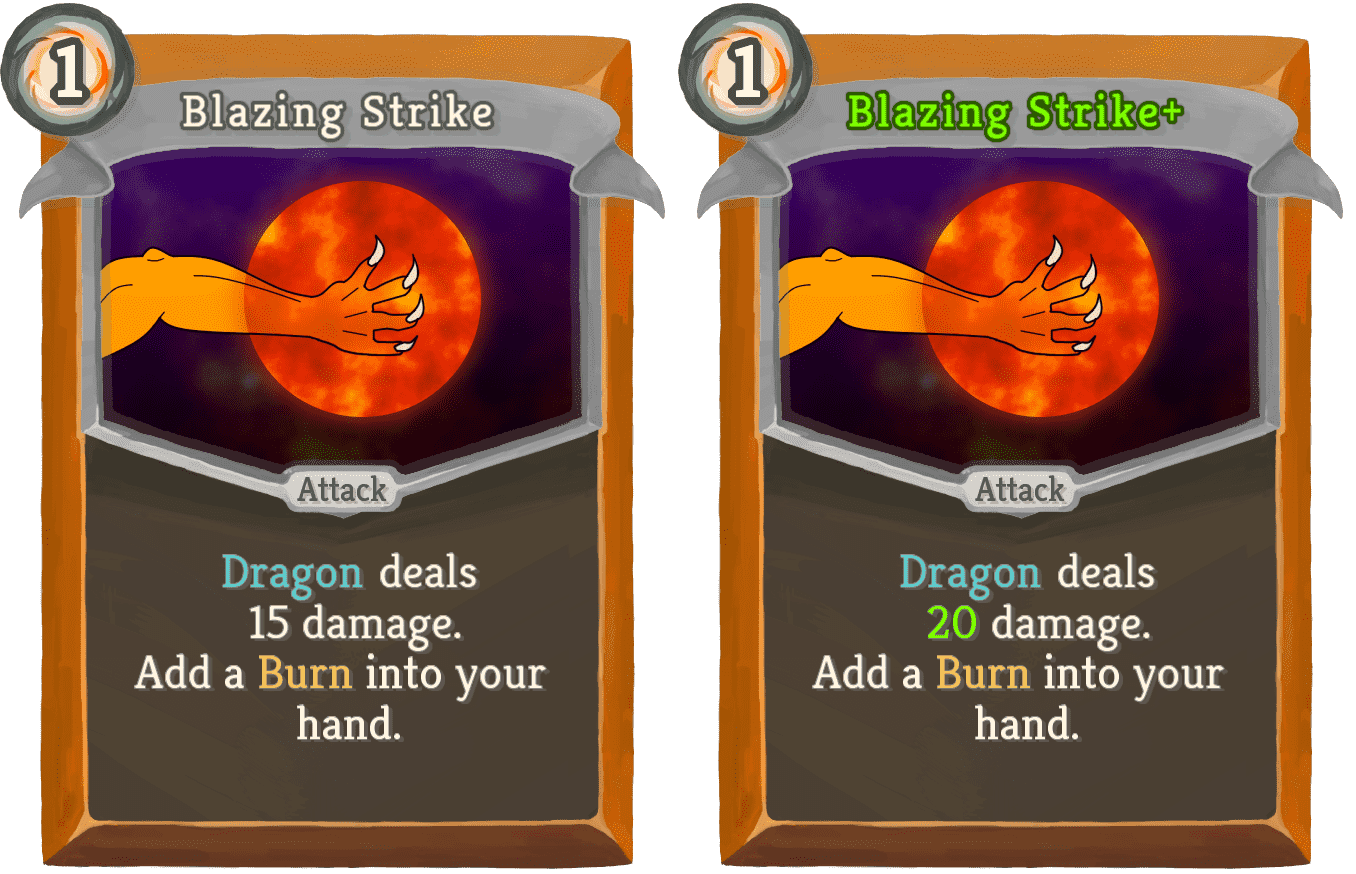 1
Blazing Strike
Attack
Dragon deals
15 damage.
Add a Burn into your
hand.
1
Blazing Strike+
Attack
Dragon deals
20 damage.
Add a Burn into your
hand.